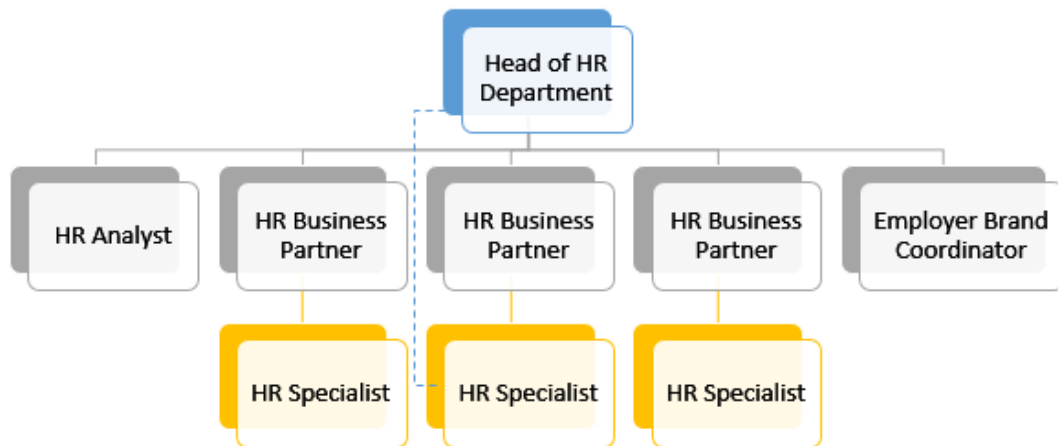 Head of HR
Department
HR Analyst
HR Business
Partner
HR Business
Partner
HR Business
Partner
Employer Brand
Coordinator
HR Specialist
HR Specialist
HR Specialist